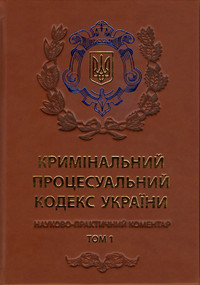 КРИМІНАЛЬНИЙ
ПРОЦЕСУАЛЬНИЙ
КОДЕКС УКРАЇНИ
НАУКОВО-ПРАКТИЧНИЙ КОМЕНТАР
ТОМ 1